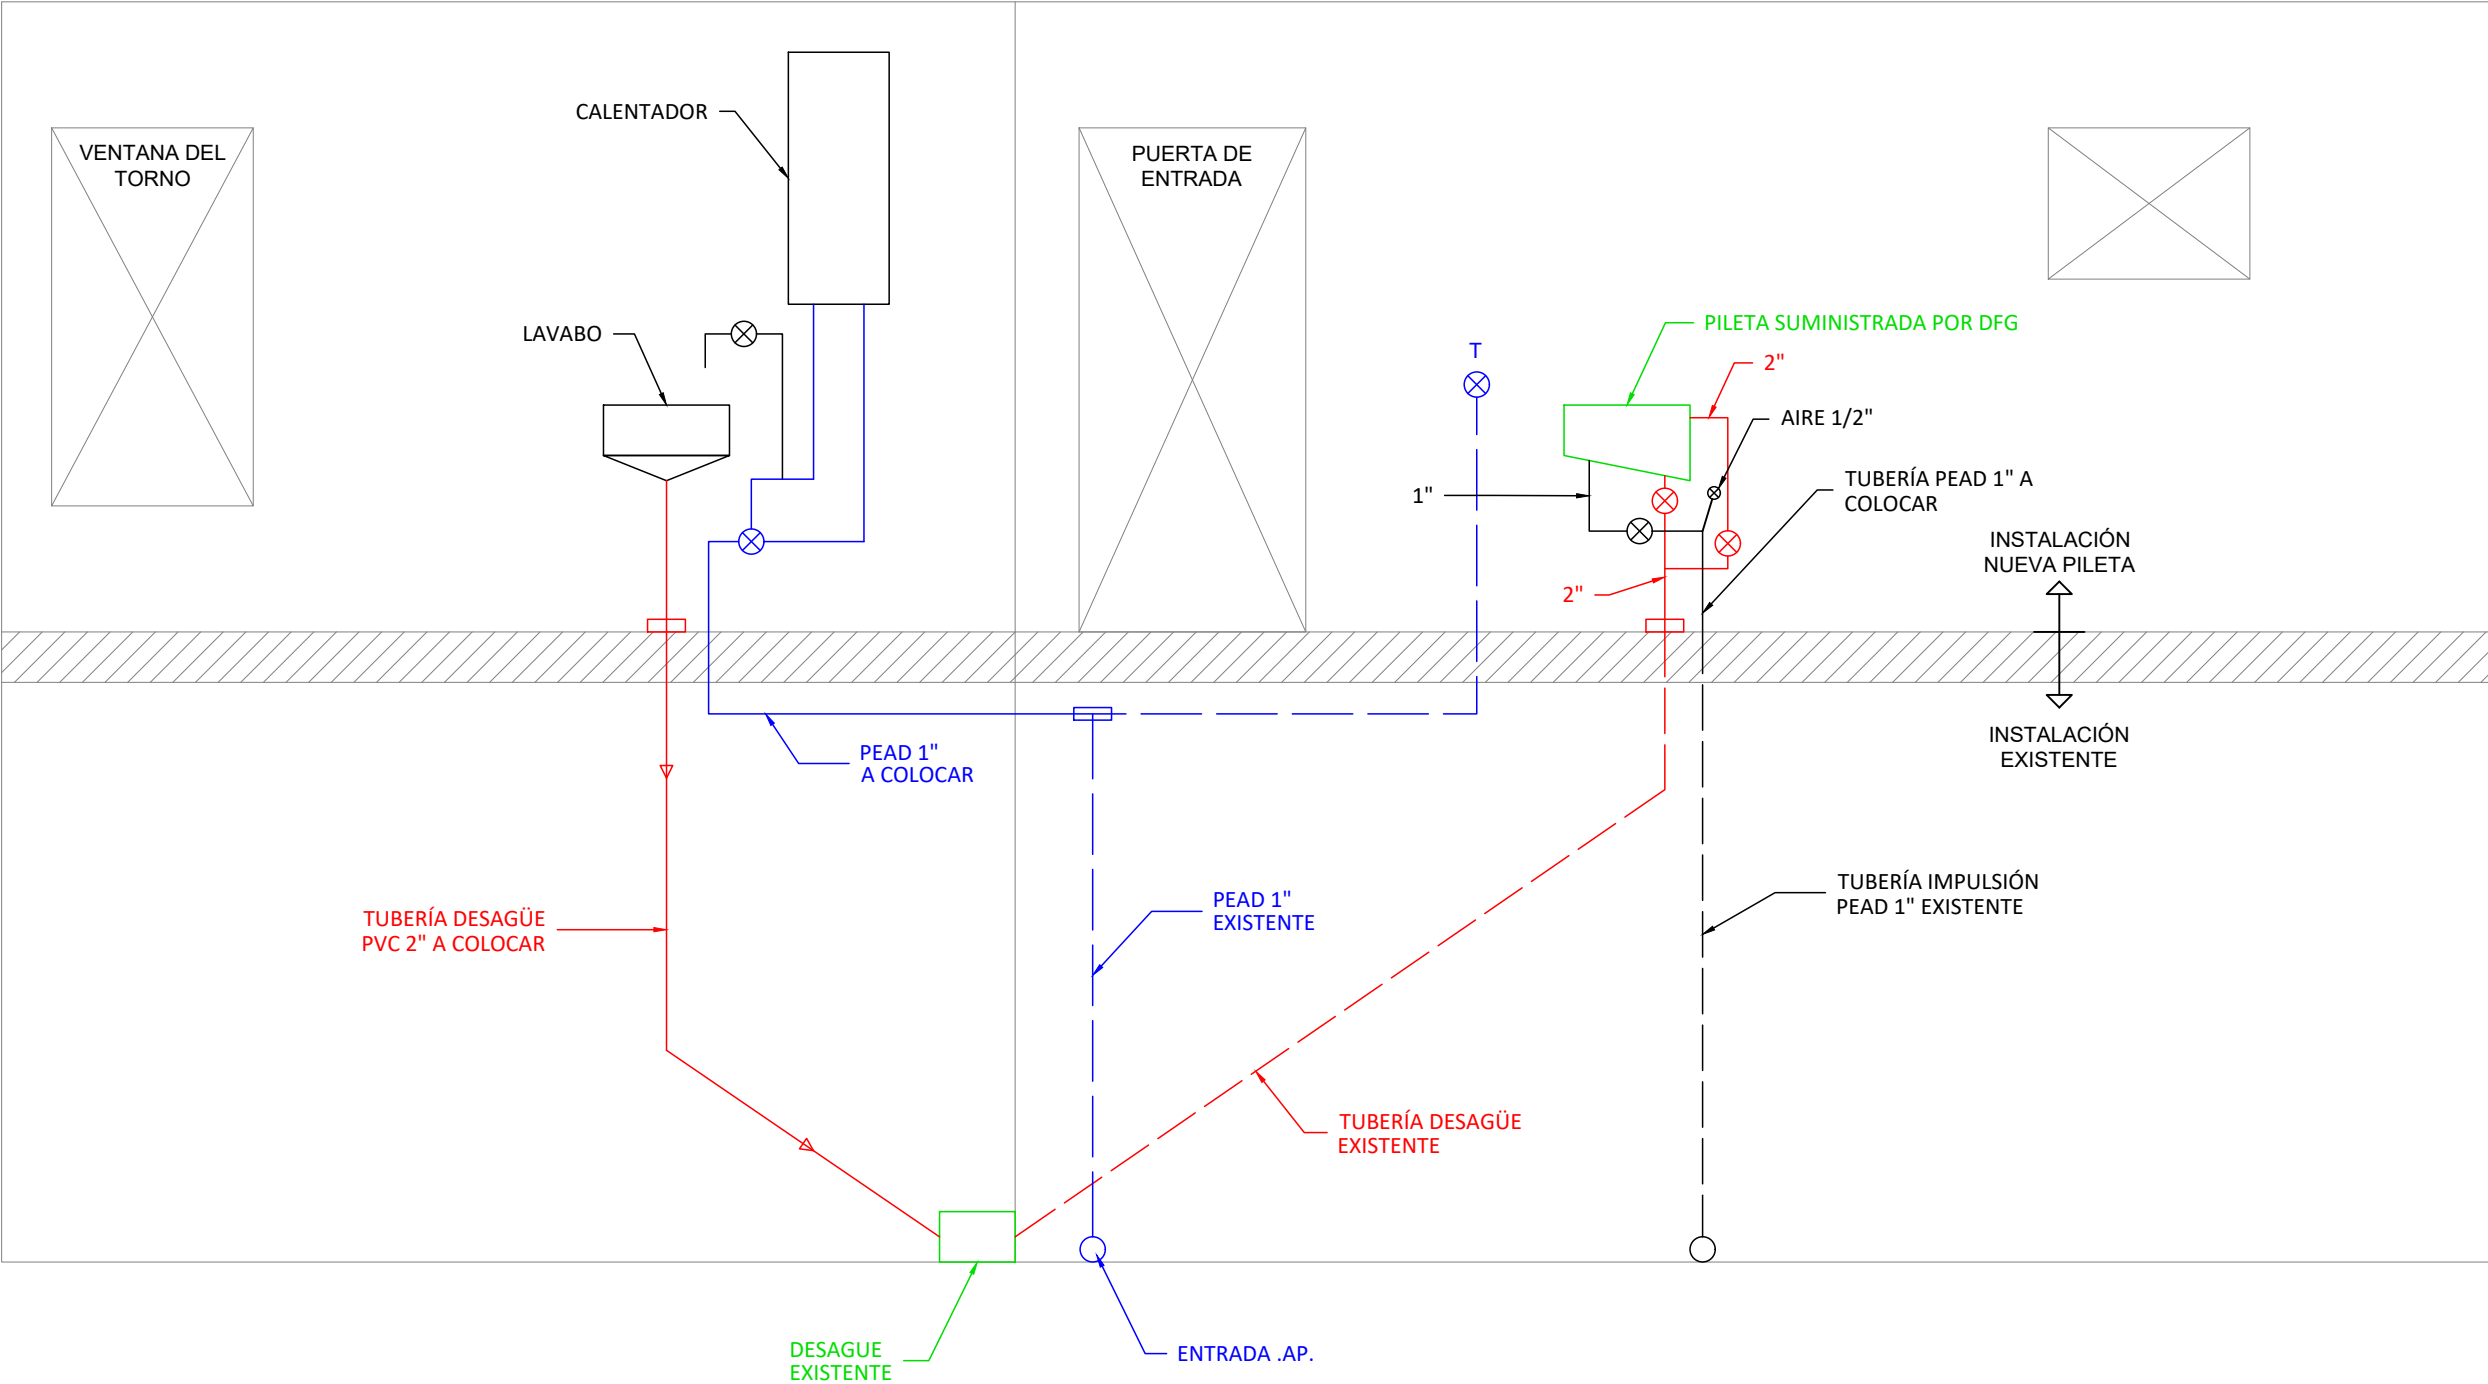 CALENTADOR
VENTANA DEL
TORNO
PUERTA DE
ENTRADA
LAVABO
PILETA SUMINISTRADA POR DFG
T
2"
AIRE 1/2"
1"
TUBERÍA PEAD 1" A
COLOCAR
INSTALACIÓN
NUEVA PILETA
2"
PEAD 1"
A COLOCAR
INSTALACIÓN
EXISTENTE
TUBERÍA DESAGÜE
PVC 2" A COLOCAR
PEAD 1"
EXISTENTE
TUBERÍA IMPULSIÓN
PEAD 1" EXISTENTE
TUBERÍA DESAGÜE
EXISTENTE
DESAGUE
EXISTENTE
ENTRADA .AP.